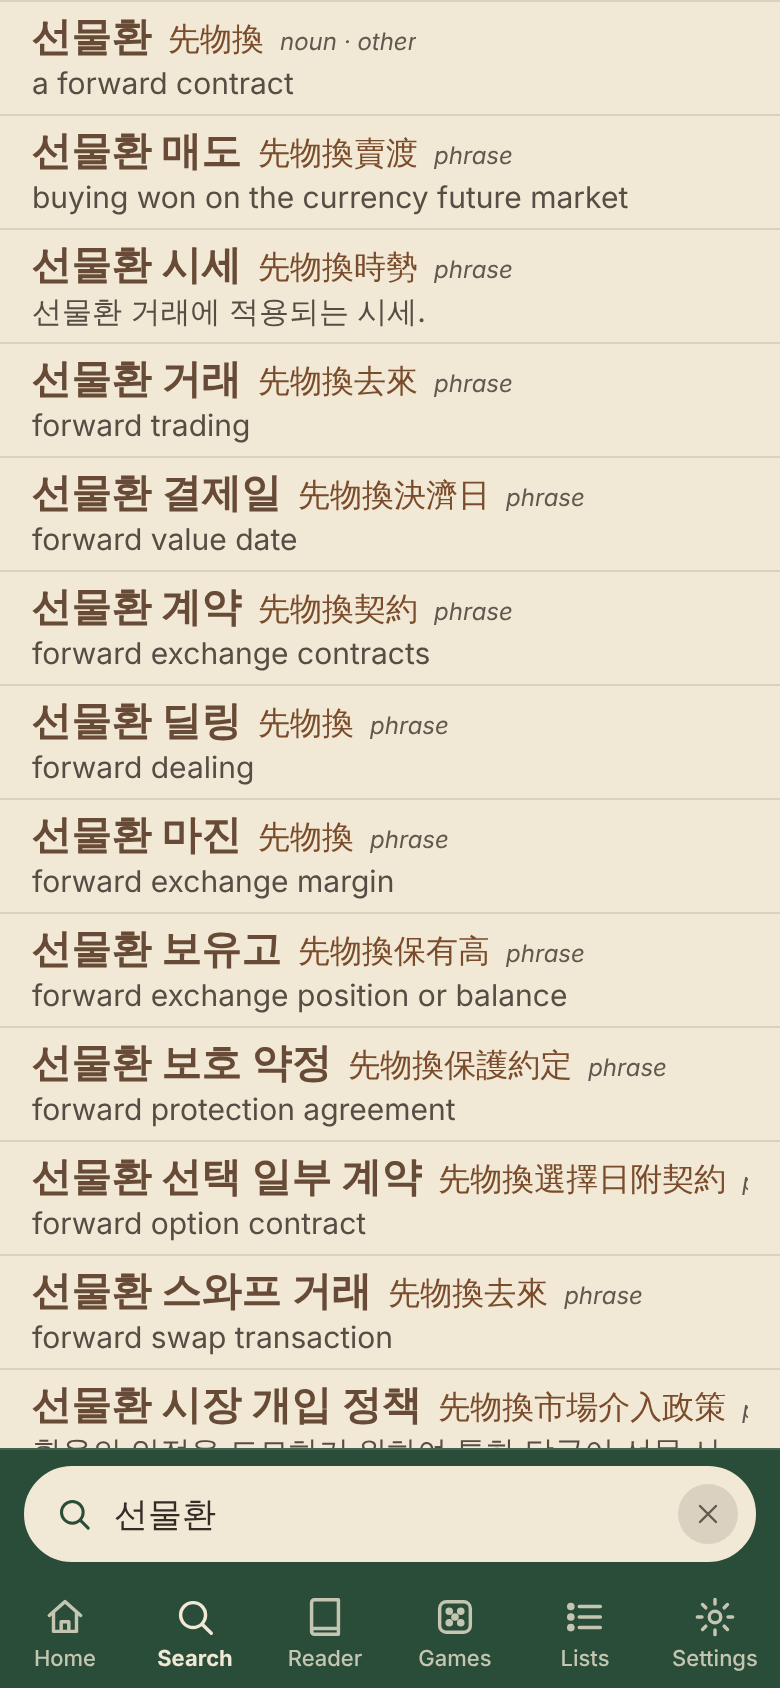 선물환 先物換 noun · other
a forward contract
선물환 매도 先物換賣渡 phrase
buying won on the currency future market
선물환 시세 先物換時勢 phrase
선물환 거래에 적용되는 시세.
선물환 거래 先物換去來 phrase
forward trading
선물환 결제일 先物換決濟日 phrase
forward value date
선물환 계약 先物換契約 phrase
forward exchange contracts
선물환 딜링 先物換 phrase
forward dealing
선물환 마진 先物換 phrase
forward exchange margin
선물환 보유고 先物換保有高 phrase
forward exchange position or balance
선물환 보호 약정 先物換保護約定 phrase
forward protection agreement
선물환 선택 일부 계약 先物換選擇日附契約
forward option contract
선물환 스와프 거래 先物換去來 phrase
forward swap transaction
선물환 시장 개입 정책 先物換市場介入政策
선물환
Home Search Reader Games Lists Settings